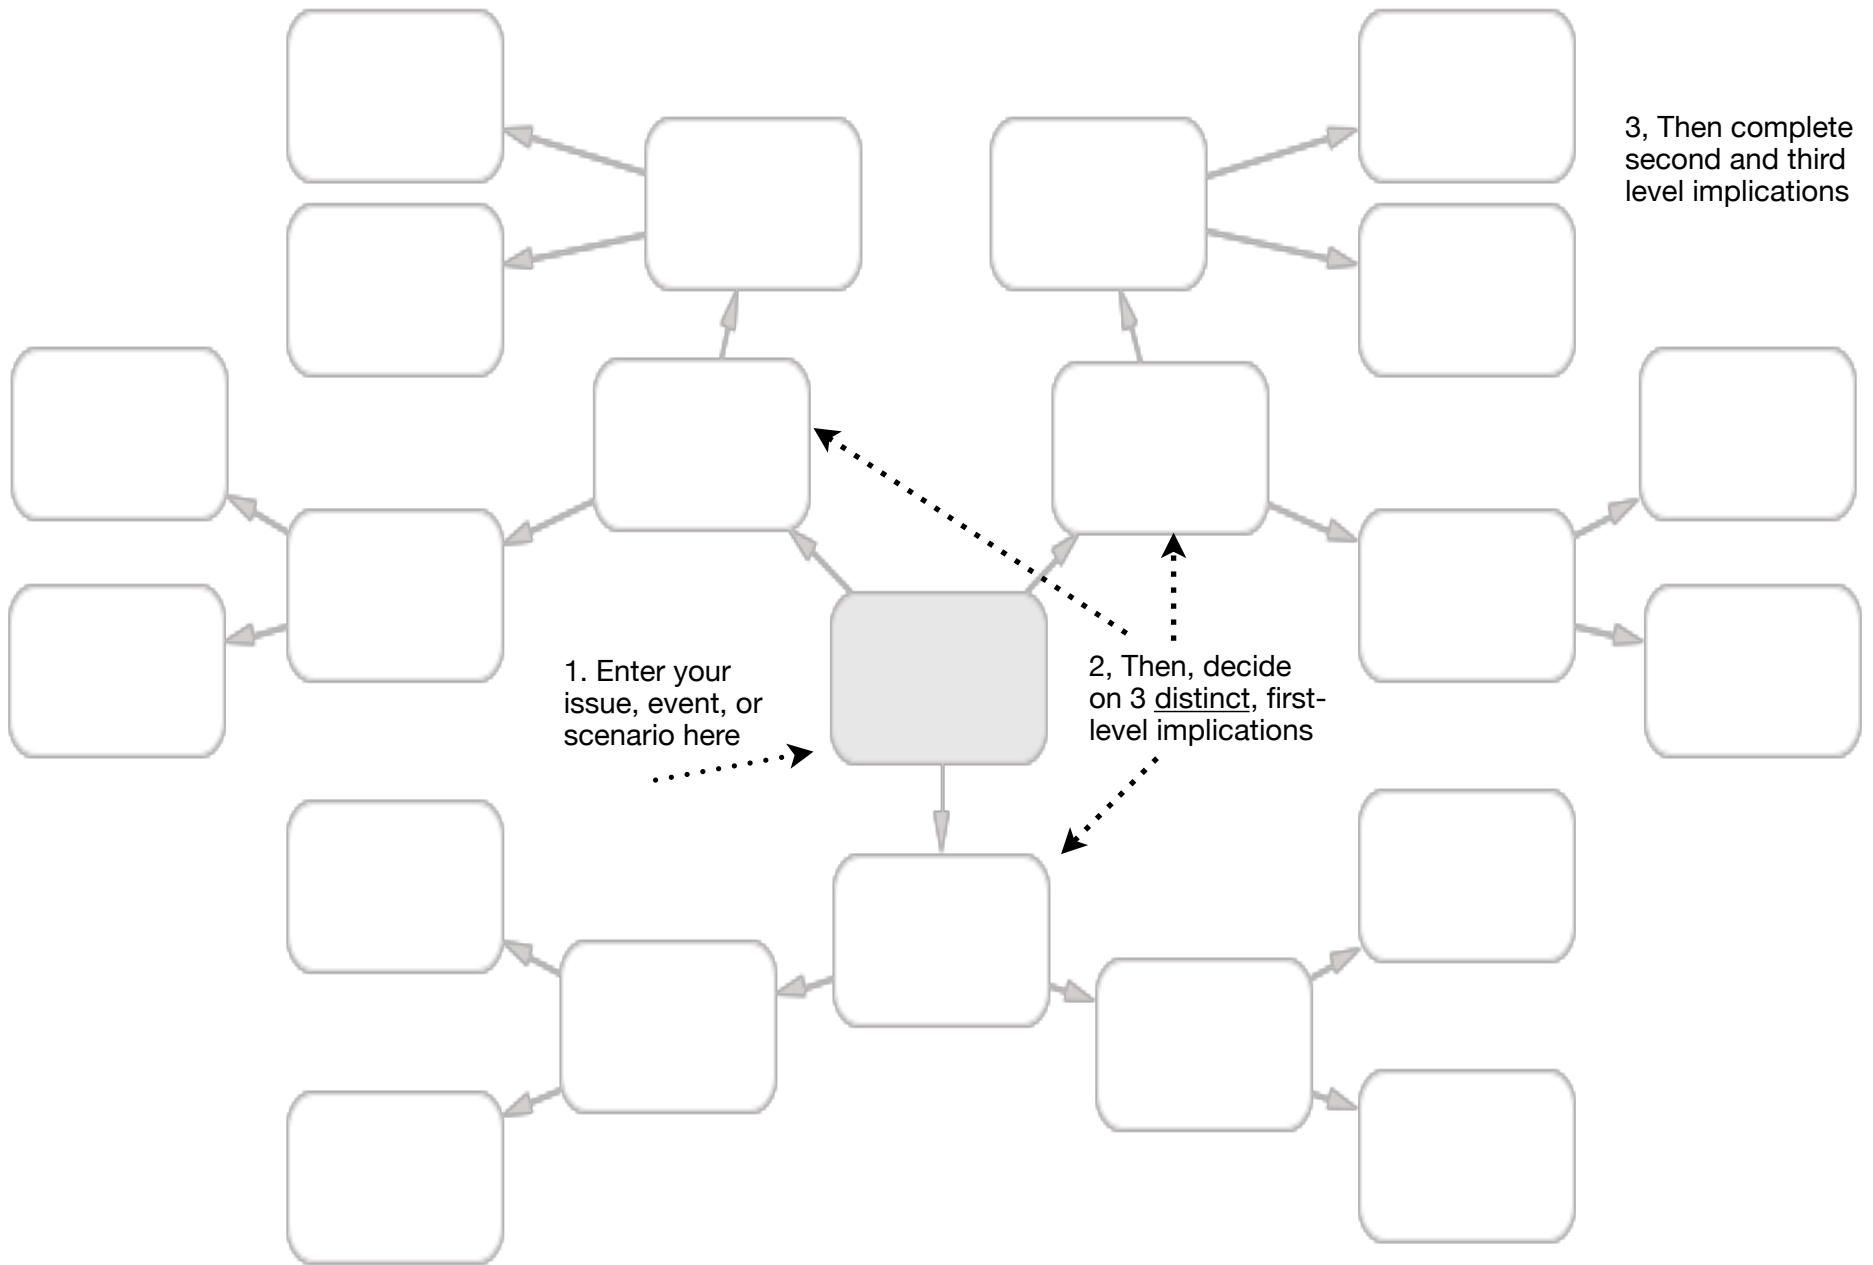 1. Enter your
issue, event, or
scenario here
2, Then, decide
on 3 distinct, first-
level implications
3, Then complete
second and third
level implications